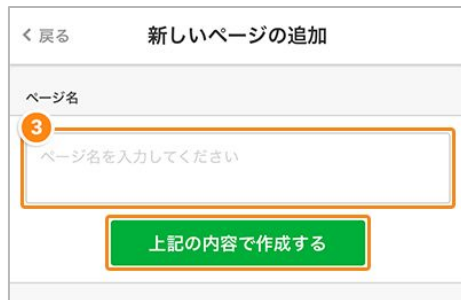 戻る 新しいページの追加
ページ名
3
ページ名を入力してください
上記の内容で作成する